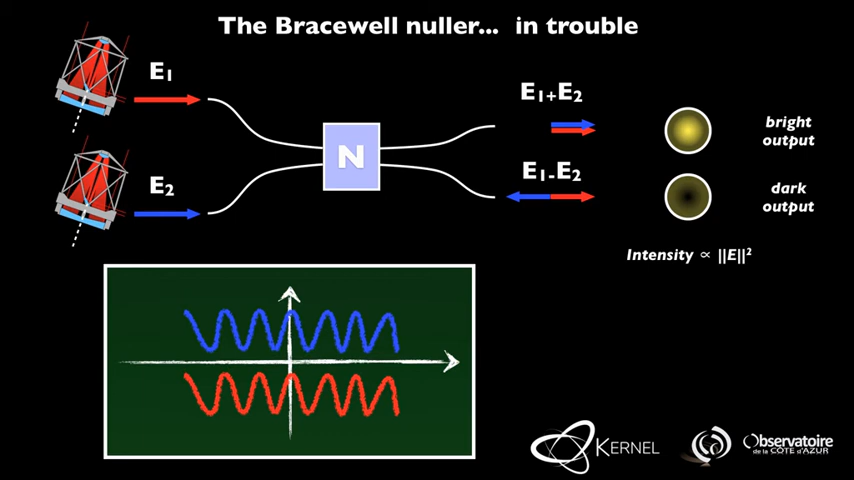 The Bracewell nuller... in trouble
E1
E1+E2
bright
output
N
E2
E1-E2
dark
output
Intensity ∝ ||E||²
KERNEL
Observatoire
de la CÔTE d'AZUR